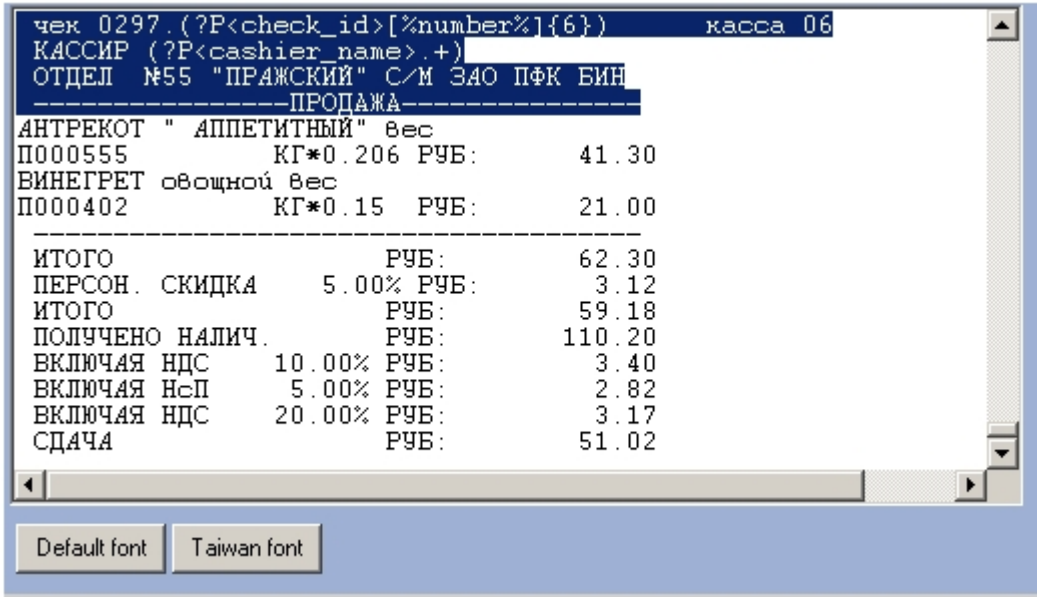 чек 0297.(?P<check_id>[%number%]{6})      касса 06
КАССИР (?P<cashier_name>.+)
ОТДЕЛ  №55 "ПРАЖСКИЙ" С/М ЗАО ПФК БИН
----------------ПРОДАЖА---------------
АНТРЕКОТ " АППЕТИТНЫЙ" вес
П000555         КГ*0.206 РУБ:      41.30
ВИНЕГРЕТ овощной вес
П000402         КГ*0.15  РУБ:      21.00
--------------------------------------
ИТОГО                 РУБ:        62.30
ПЕРСОН. СКИДКА    5.00% РУБ:       3.12
ИТОГО                 РУБ:        59.18
ПОЛУЧЕНО НАЛИЧ.       РУБ:       110.20
ВКЛЮЧАЯ НДС    10.00% РУБ:         3.40
ВКЛЮЧАЯ НсП     5.00% РУБ:         2.82
ВКЛЮЧАЯ НДС    20.00% РУБ:         3.17
СДАЧА                 РУБ:        51.02
Default font   Taiwan font